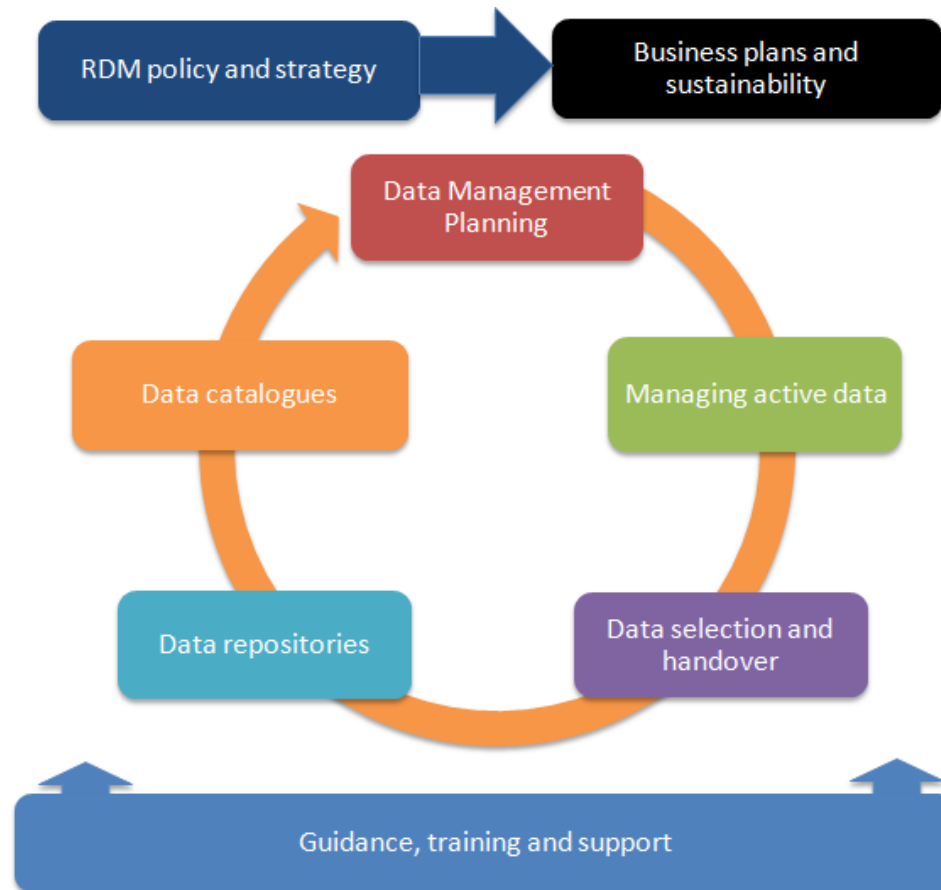 RDM policy and strategy
Business plans and
sustainability
Data Management
Planning
Data catalogues
Managing active data
Data repositories
Data selection and
handover
Guidance, training and support